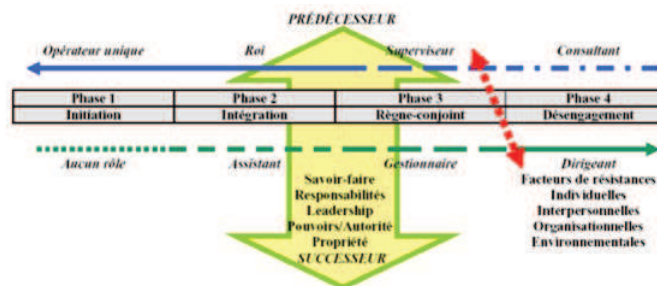 PRÉDÉCESSEUR
Opérateur unique Roi Superviseur Consultant
Phase 1 Phase 2 Phase 3 Phase 4
Initiation Intégration Règne-conjoint Désengagement
Aucun rôle Assistant Gestionnaire Dirigeant
Savoir-faire Facteurs de résistances
Responsabilités Individuelles
Leadership Interpersonnelles
Pouvoirs/Autorité Organisationnelles
Propriété Environnementales
SUCCESSEUR